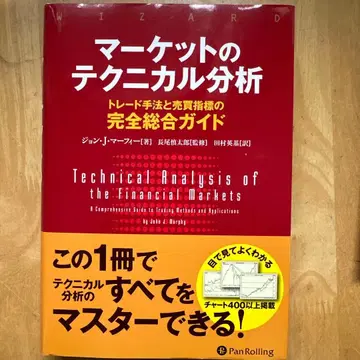 WIZARD
マーケットの
テクニカル分析
トレード手法と売買指標の
完全総合ガイド
ジョン・J・マーフィー[著] 長尾慎太郎[監修] 田村英基[訳]
Technical Analysis of
the Financial Markets
A Comprehensive Guide to Trading Methods and Applications
by John J. Murphy
この1冊で
テクニカル
分析の
すべてを
マスターできる!
目で見てよくわかる
チャート400以上掲載
PanRolling